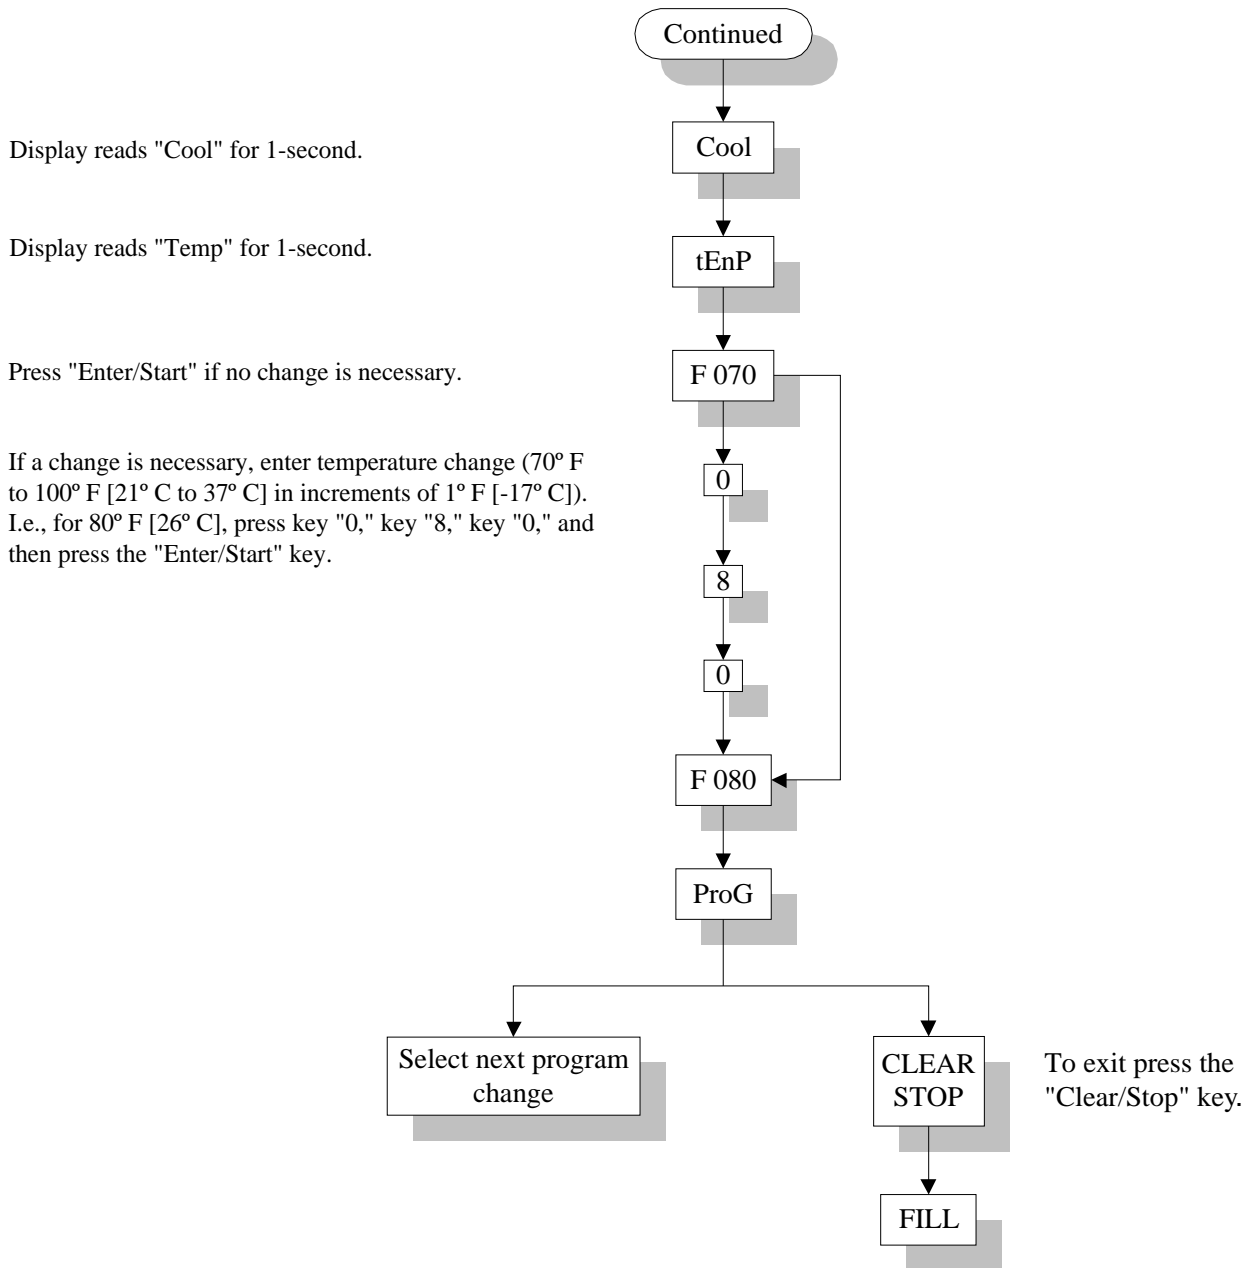 Continued
Display reads "Cool" for 1-second.
Cool
Display reads "Temp" for 1-second.
tEnP
Press "Enter/Start" if no change is necessary.
F 070
If a change is necessary, enter temperature change (70º F
to 100º F [21º C to 37º C] in increments of 1º F [-17º C]).
I.e., for 80º F [26º C], press key "0," key "8," key "0," and
then press the "Enter/Start" key.
0
8
0
F 080
ProG
Select next program
change
CLEAR
STOP
To exit press the
"Clear/Stop" key.
FILL